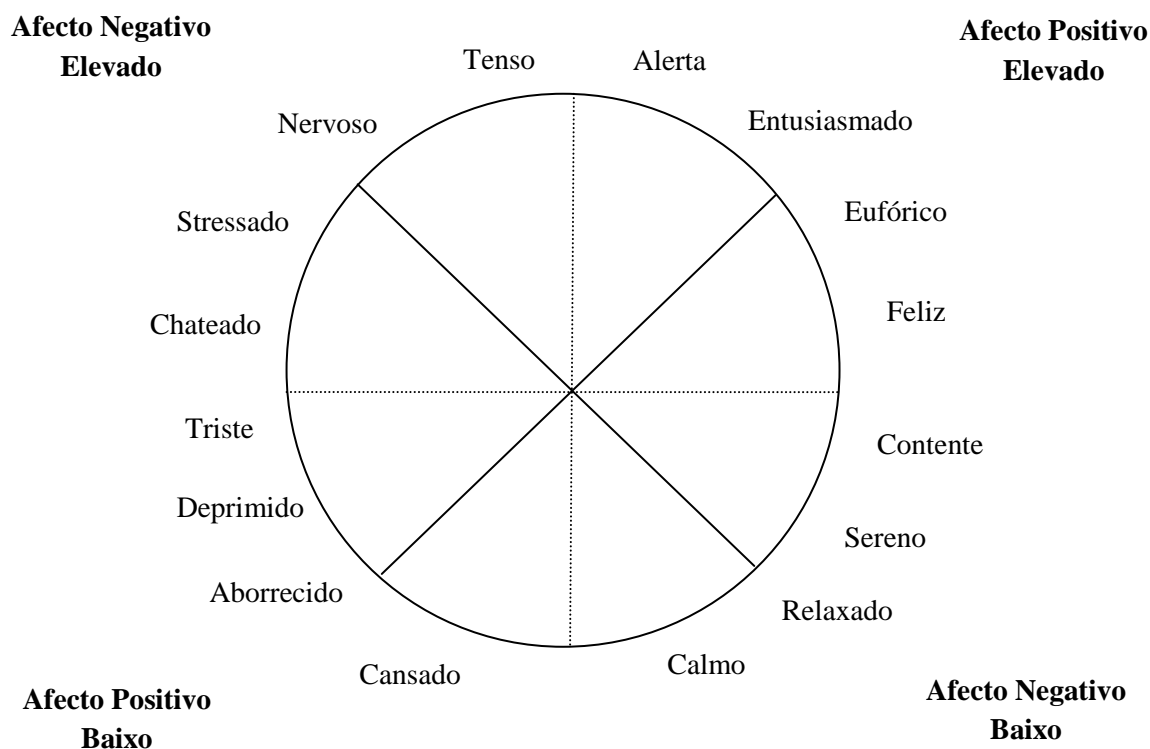 Afecto Negativo
Elevado
Afecto Positivo
Elevado
Tenso
Alerta
Nervoso
Entusiasmado
Stressado
Eufórico
Chateado
Feliz
Triste
Contente
Deprimido
Sereno
Aborrecido
Relaxado
Cansado
Calmo
Afecto Positivo
Baixo
Afecto Negativo
Baixo